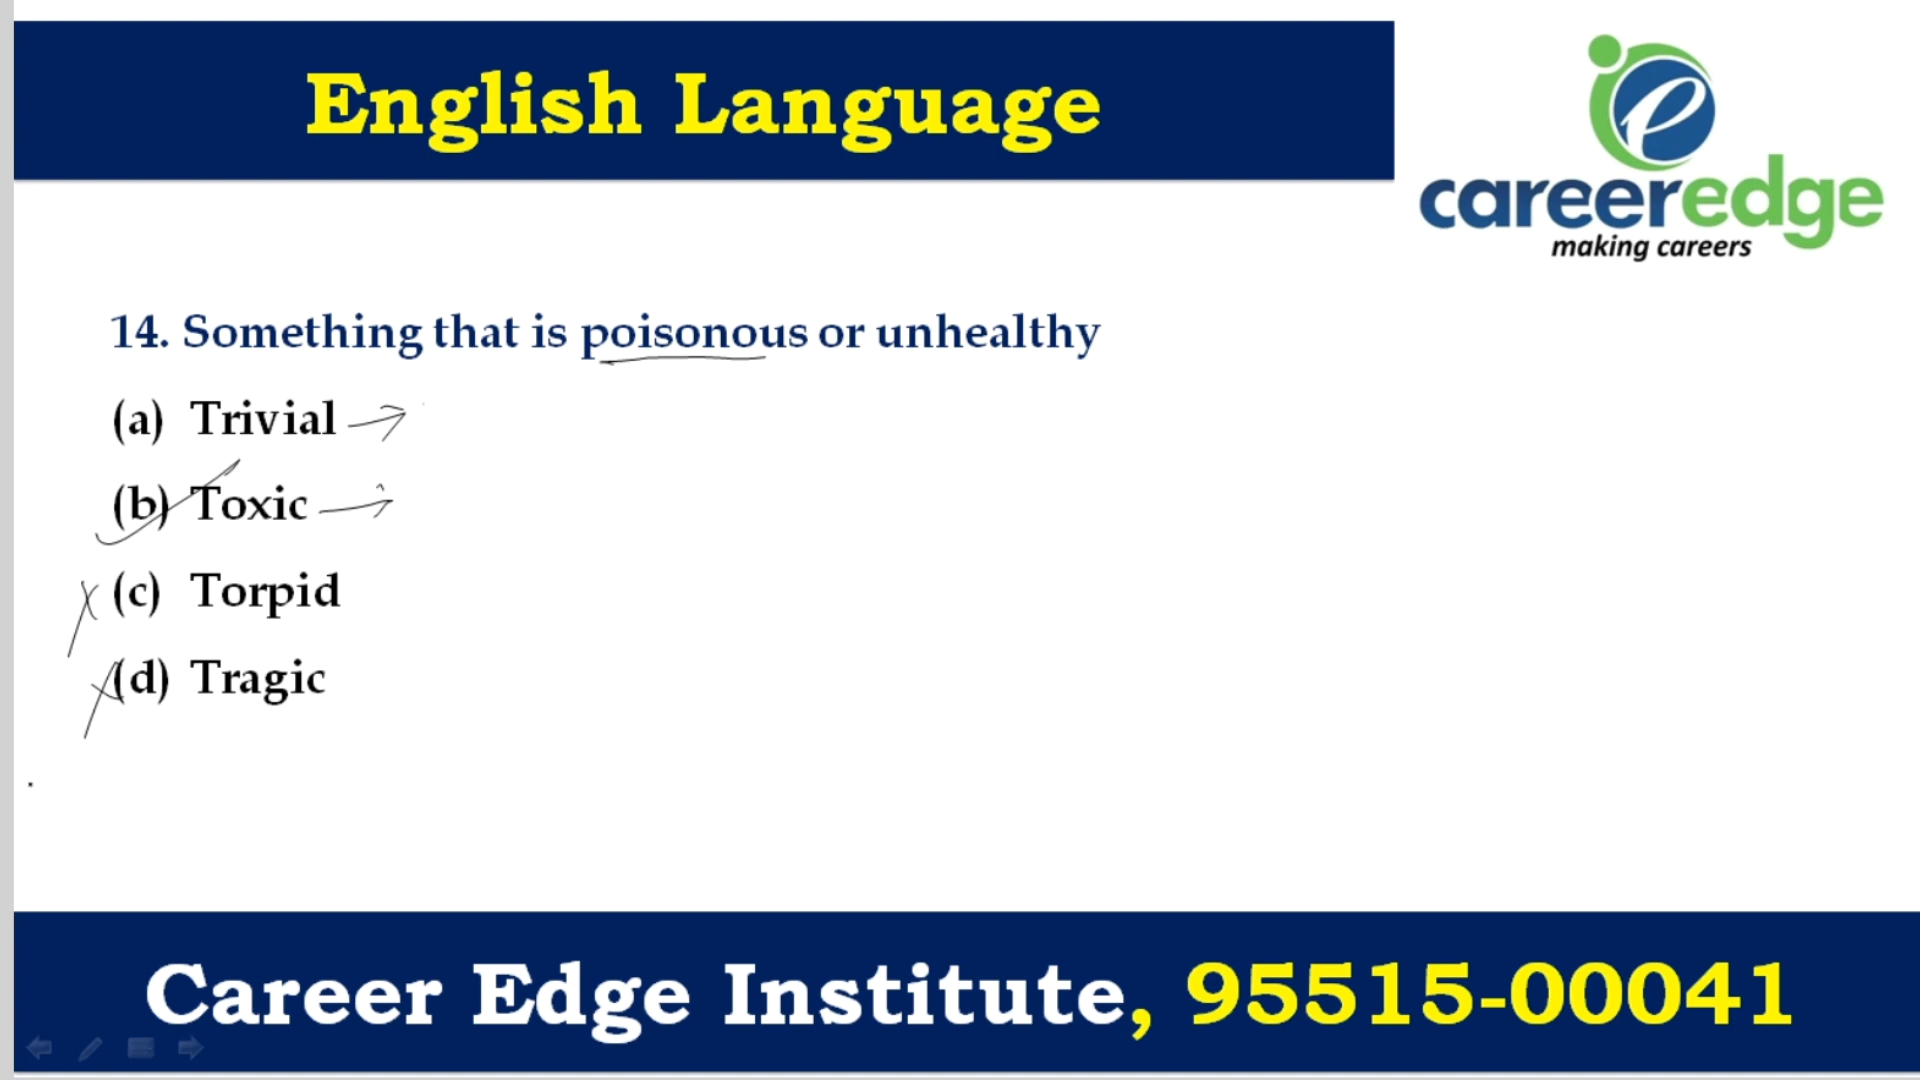 English Language
careeredge
making careers
14. Something that is poisonous or unhealthy
(a) Trivial
(b) Toxic
(c) Torpid
(d) Tragic
Career Edge Institute, 95515-00041